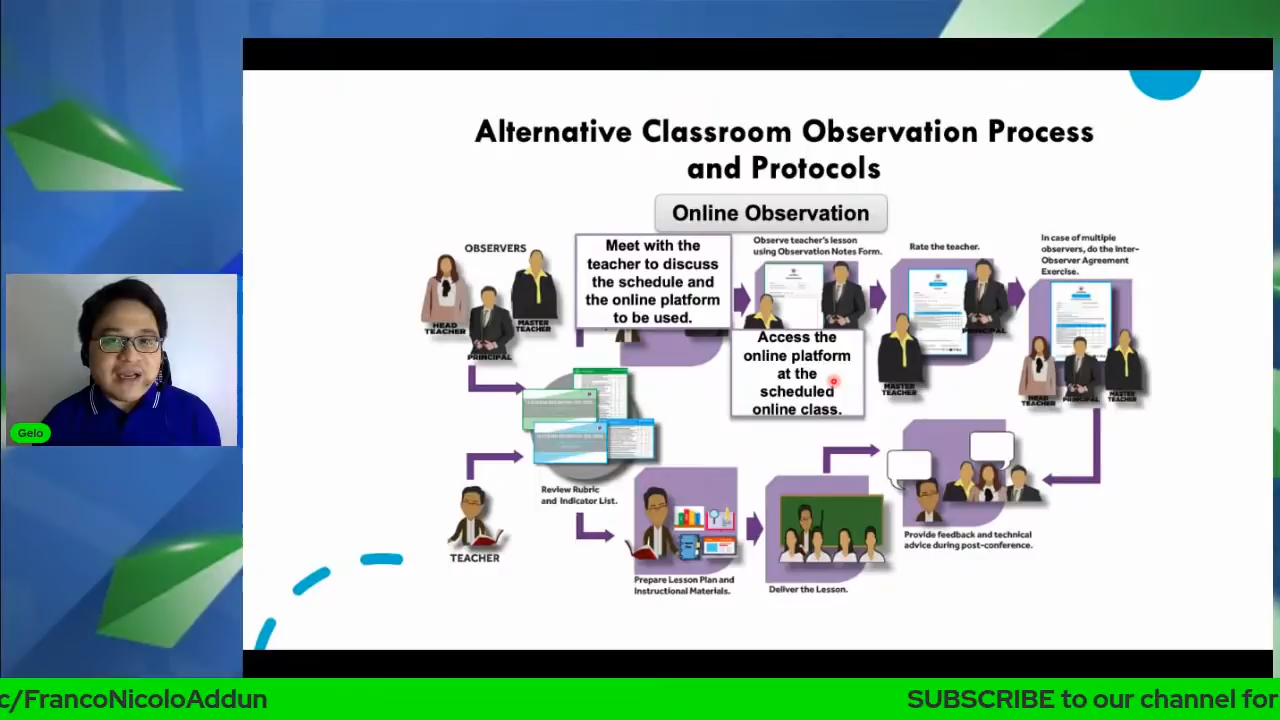 Alternative Classroom Observation Process
and Protocols
Online Observation
OBSERVERS
HEAD
TEACHER
PRINCIPAL
MASTER
TEACHER
Meet with the
teacher to discuss
the schedule and
the online platform
to be used.
Observe teacher's lesson
using Observation Notes Form.
Access the
online platform
at the
scheduled
online class.
Rate the teacher.
PRINCIPAL
MASTER
TEACHER
In case of multiple
observers, do the Inter-
Observer Agreement
Exercise.
HEAD
TEACHER
PRINCIPAL
MASTER
TEACHER
Review Rubric
and Indicator List.
TEACHER
Prepare Lesson Plan and
Instructional Materials.
Deliver the Lesson.
Provide feedback and technical
advice during post-conference.
Gelo
c/FrancoNicoloAddun
SUBSCRIBE to our channel for